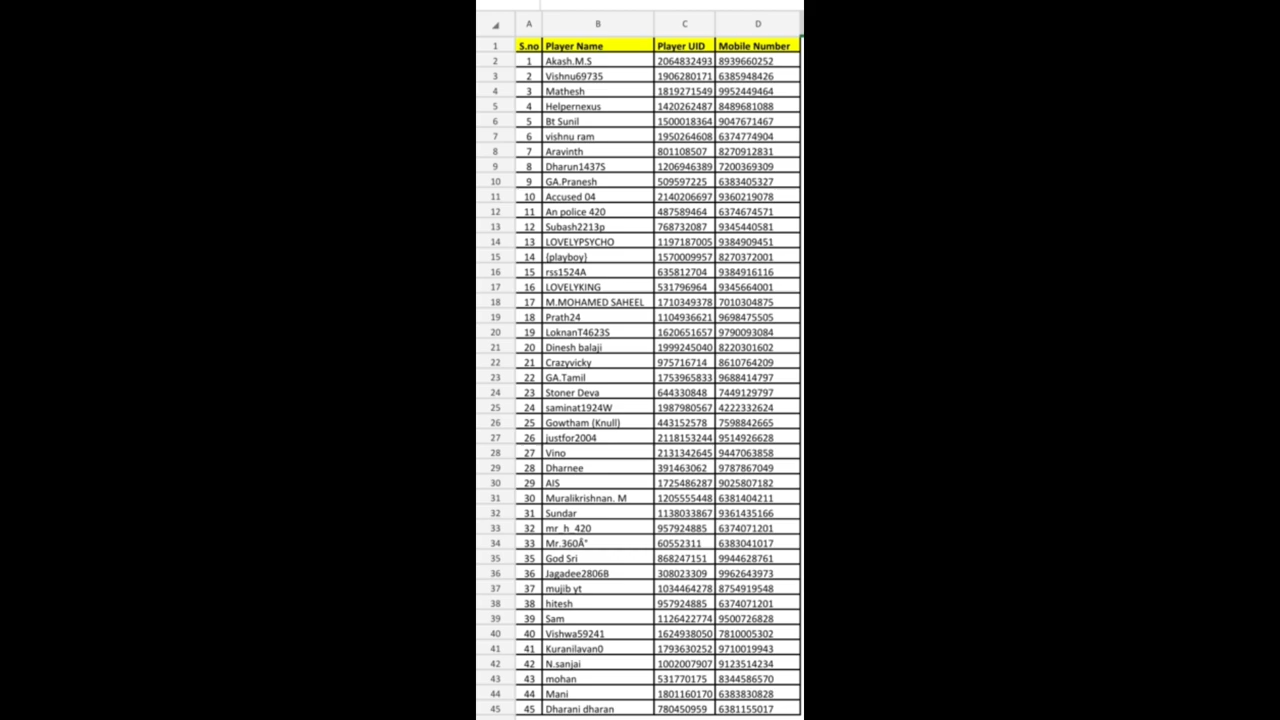 A B C D
1 S.no Player Name Player UID Mobile Number
2 1 Akash.M.S 2064832493 8939660252
3 2 Vishnu69735 1906280171 6385948426
4 3 Mathesh 1819271549 9952449464
5 4 Helpernexus 1420262487 8489681088
6 5 Bt Sunil 1500018364 9047671467
7 6 vishnu ram 1950264608 6374774904
8 7 Aravinth 801108507 8270912831
9 8 Dharun1437S 1206946389 7200369309
10 9 GA.Pranesh 509597225 6383405327
11 10 Accused 04 2140206697 9360219078
12 11 An police 420 487589464 6374674571
13 12 Subash2213p 768732087 9345440581
14 13 LOVELYPSYCHO 1197187005 9384909451
15 14 (playboy) 1570009957 8270372001
16 15 rss1524A 635812704 9384916116
17 16 LOVELYKING 531796964 9345664001
18 17 M.MOHAMED SAHEEL 1710349378 7010304875
19 18 Prath24 1104936621 9698475505
20 19 LoknanT4623S 1620651657 9790093084
21 20 Dinesh balaji 1999245040 8220301602
22 21 Crazyvicky 975716714 8610764209
23 22 GA.Tamil 1753965833 9688414797
24 23 Stoner Deva 644330848 7449129797
25 24 saminat1924W 1987980567 4222332624
26 25 Gowtham (Knull) 443152578 7598842665
27 26 justfor2004 2118153244 9514926628
28 27 Vino 2131342645 9447063858
29 28 Dharnee 391463062 9787867049
30 29 AIS 1725486287 9025807182
31 30 Muralikrishnan. M 1205555448 6381404211
32 31 Sundar 1138033867 9361435166
33 32 mr_h_420 957924885 6374071201
34 33 Mr.360Â° 60552311 6383041017
35 35 God Sri 868247151 9944628761
36 36 Jagadee2806B 308023309 9962643973
37 37 mujib yt 1034464278 8754919548
38 38 hitesh 957924885 6374071201
39 39 Sam 1126422774 9500726828
40 40 Vishwa59241 1624938050 7810005302
41 41 Kuranilavan0 1793630252 9710019943
42 42 N.sanjai 1002007907 9123514234
43 43 mohan 531770175 8344586570
44 44 Mani 1801160170 6383830828
45 45 Dharani dharan 780450959 6381155017